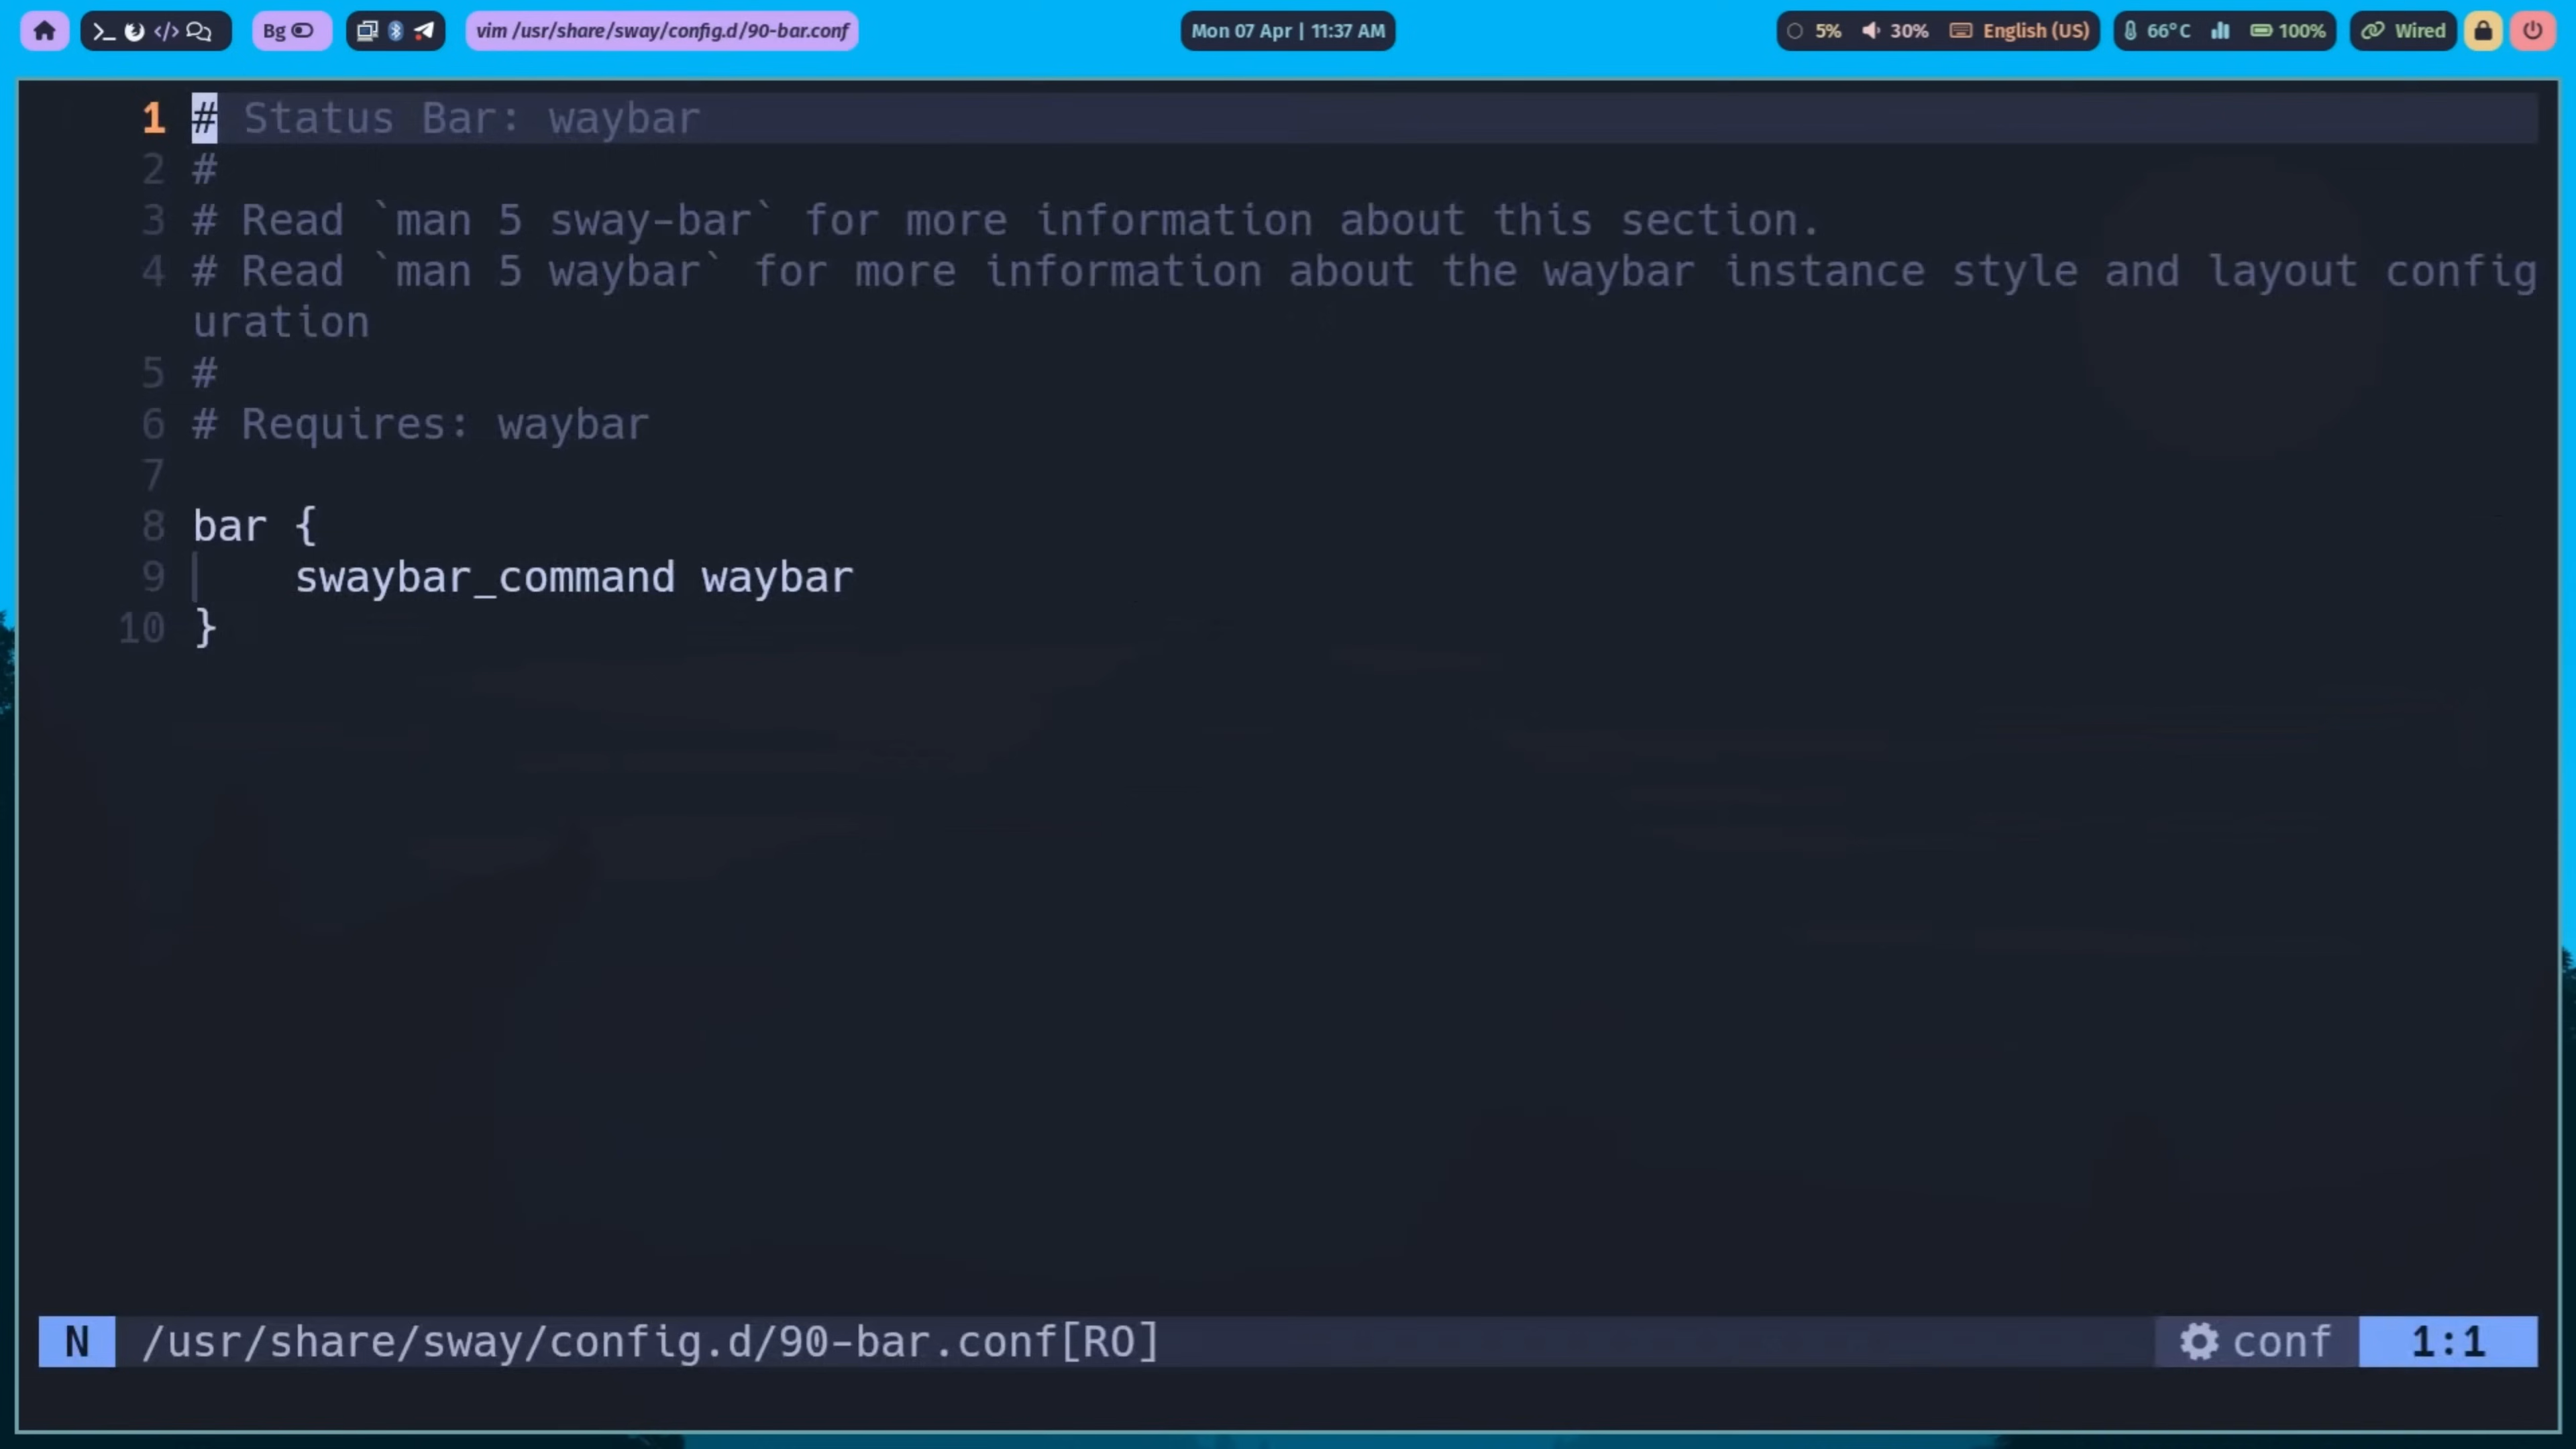 Bg
vim /usr/share/sway/config.d/90-bar.conf
Mon 07 Apr | 11:37 AM
5% 30% English (US)
66°C 100%
Wired
1 # Status Bar: waybar
2 #
3 # Read `man 5 sway-bar` for more information about this section.
4 # Read `man 5 waybar` for more information about the waybar instance style and layout config
uration
5 #
6 # Requires: waybar
7
8 bar {
9 swaybar_command waybar
10 }
N /usr/share/sway/config.d/90-bar.conf[RO] conf 1:1